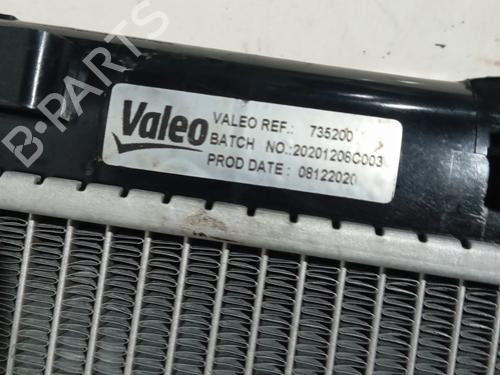 B-PARTS
Valeo
VALEO REF.: 735200
BATCH NO.:20201206C003
PROD DATE : 08122020